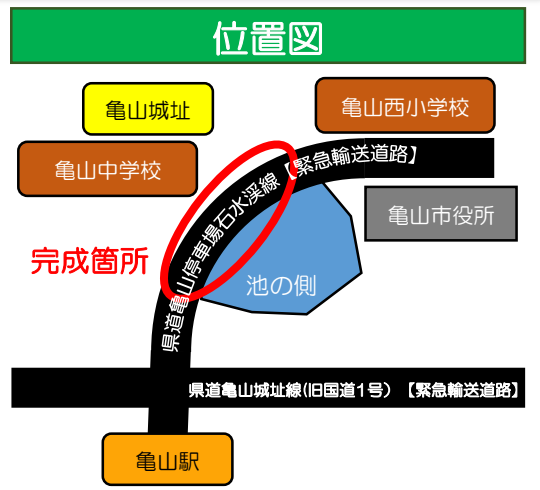 位置図
亀山城址
亀山西小学校
亀山中学校
亀山市役所
完成箇所
県道亀山停車場石水渓線【緊急輸送道路】
池の側
県道亀山城址線(旧国道1号)【緊急輸送道路】
亀山駅